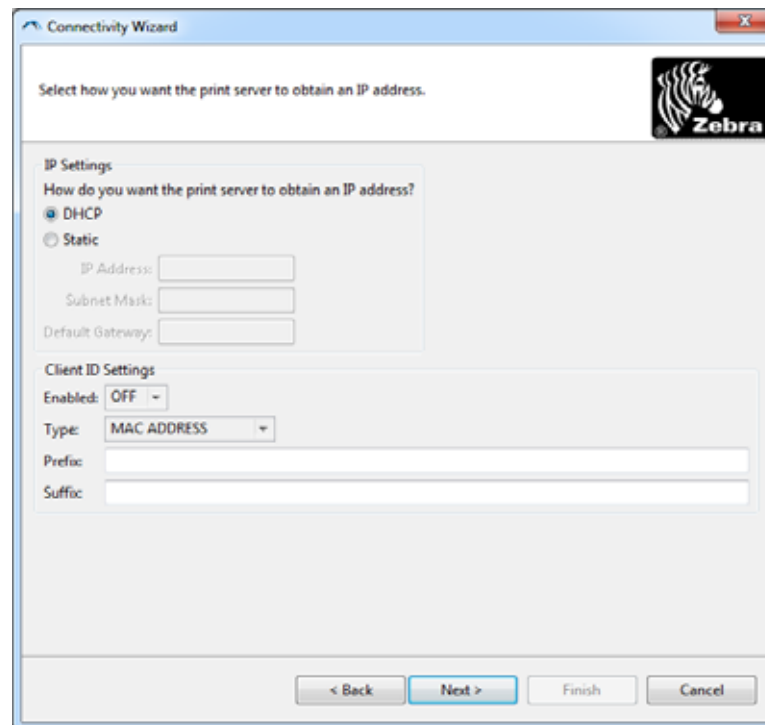 Connectivity Wizard
Select how you want the print server to obtain an IP address.
® Zebra
IP Settings
How do you want the print server to obtain an IP address?
DHCP
Static
IP Address:
Subnet Mask:
Default Gateway:
Client ID Settings
Enabled: OFF
Type: MAC ADDRESS
Prefix:
Suffix:
< Back Next > Finish Cancel